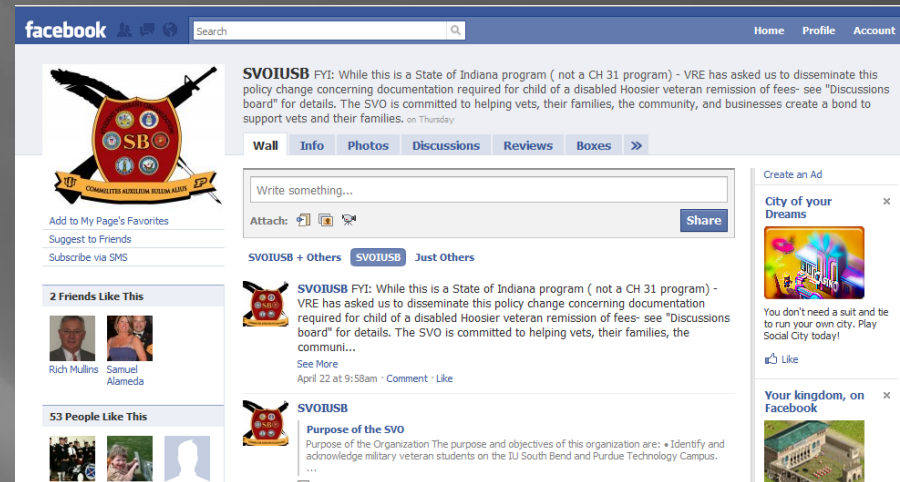 facebook
Search
Home Profile Account
SVOIUSB FYI: While this is a State of Indiana program ( not a CH 31 program) - VRE has asked us to disseminate this
policy change concerning documentation required for child of a disabled Hoosier veteran remission of fees- see "Discussions
board" for details. The SVO is committed to helping vets, their families, the community, and businesses create a bond to
support vets and their families. on Thursday
Wall Info Photos Discussions Reviews Boxes »
SBO
COMMILITES AUXILIUM SULUM ALIUS
Add to My Page's Favorites
Suggest to Friends
Subscribe via SMS
2 Friends Like This
Rich Mullins
Samuel
Alameda
53 People Like This
Write something...
Attach:
Share
SVOIUSB + Others SVOIUSB Just Others
SVOIUSB FYI: While this is a State of Indiana program ( not a CH 31 program) -
VRE has asked us to disseminate this policy change concerning documentation
required for child of a disabled Hoosier veteran remission of fees- see "Discussions
board" for details. The SVO is committed to helping vets, their families, the
communi...
See More
April 22 at 9:58am · Comment · Like
SVOIUSB
Purpose of the SVO
Purpose of the Organization The purpose and objectives of this organization are: • Identify and
acknowledge military veteran students on the IU South Bend and Purdue Technology Campus.
...
Create an Ad
City of your
Dreams
You don't need a suit and tie
to run your own city. Play
Social City today!
Like
Your kingdom, on
Facebook